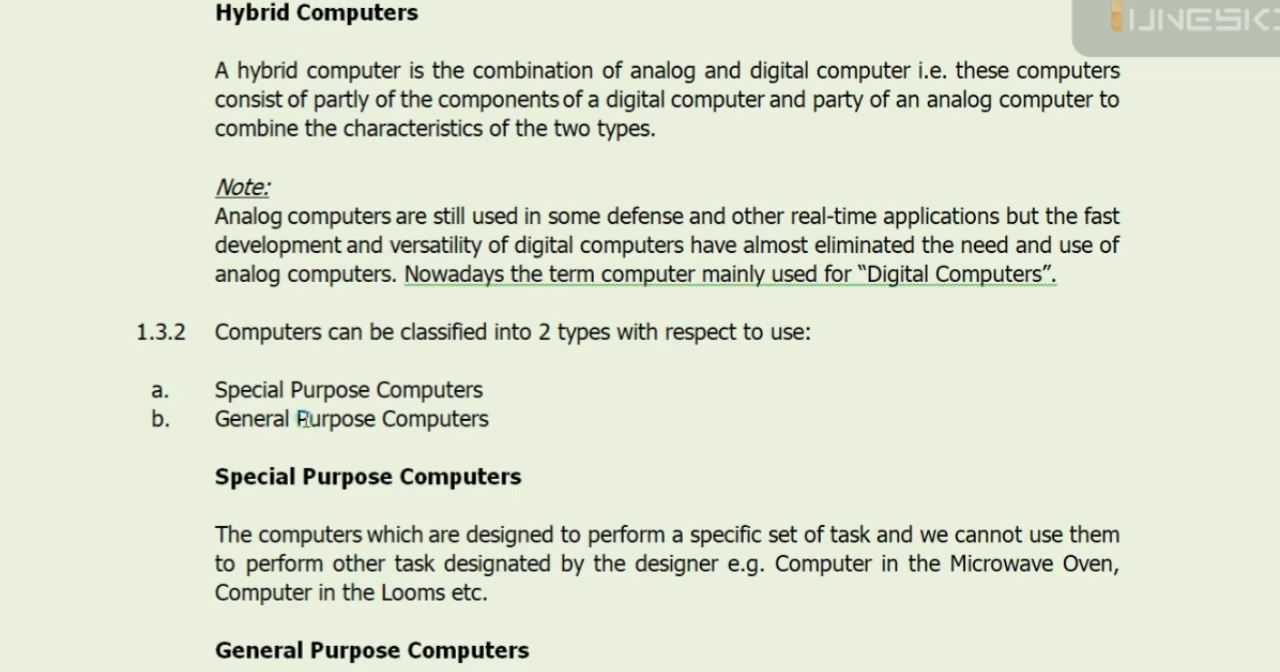 Hybrid Computers
A hybrid computer is the combination of analog and digital computer i.e. these computers
consist of partly of the components of a digital computer and party of an analog computer to
combine the characteristics of the two types.
Note:
Analog computers are still used in some defense and other real-time applications but the fast
development and versatility of digital computers have almost eliminated the need and use of
analog computers. Nowadays the term computer mainly used for “Digital Computers”.
1.3.2 Computers can be classified into 2 types with respect to use:
a. Special Purpose Computers
b. General Purpose Computers
Special Purpose Computers
The computers which are designed to perform a specific set of task and we cannot use them
to perform other task designated by the designer e.g. Computer in the Microwave Oven,
Computer in the Looms etc.
General Purpose Computers